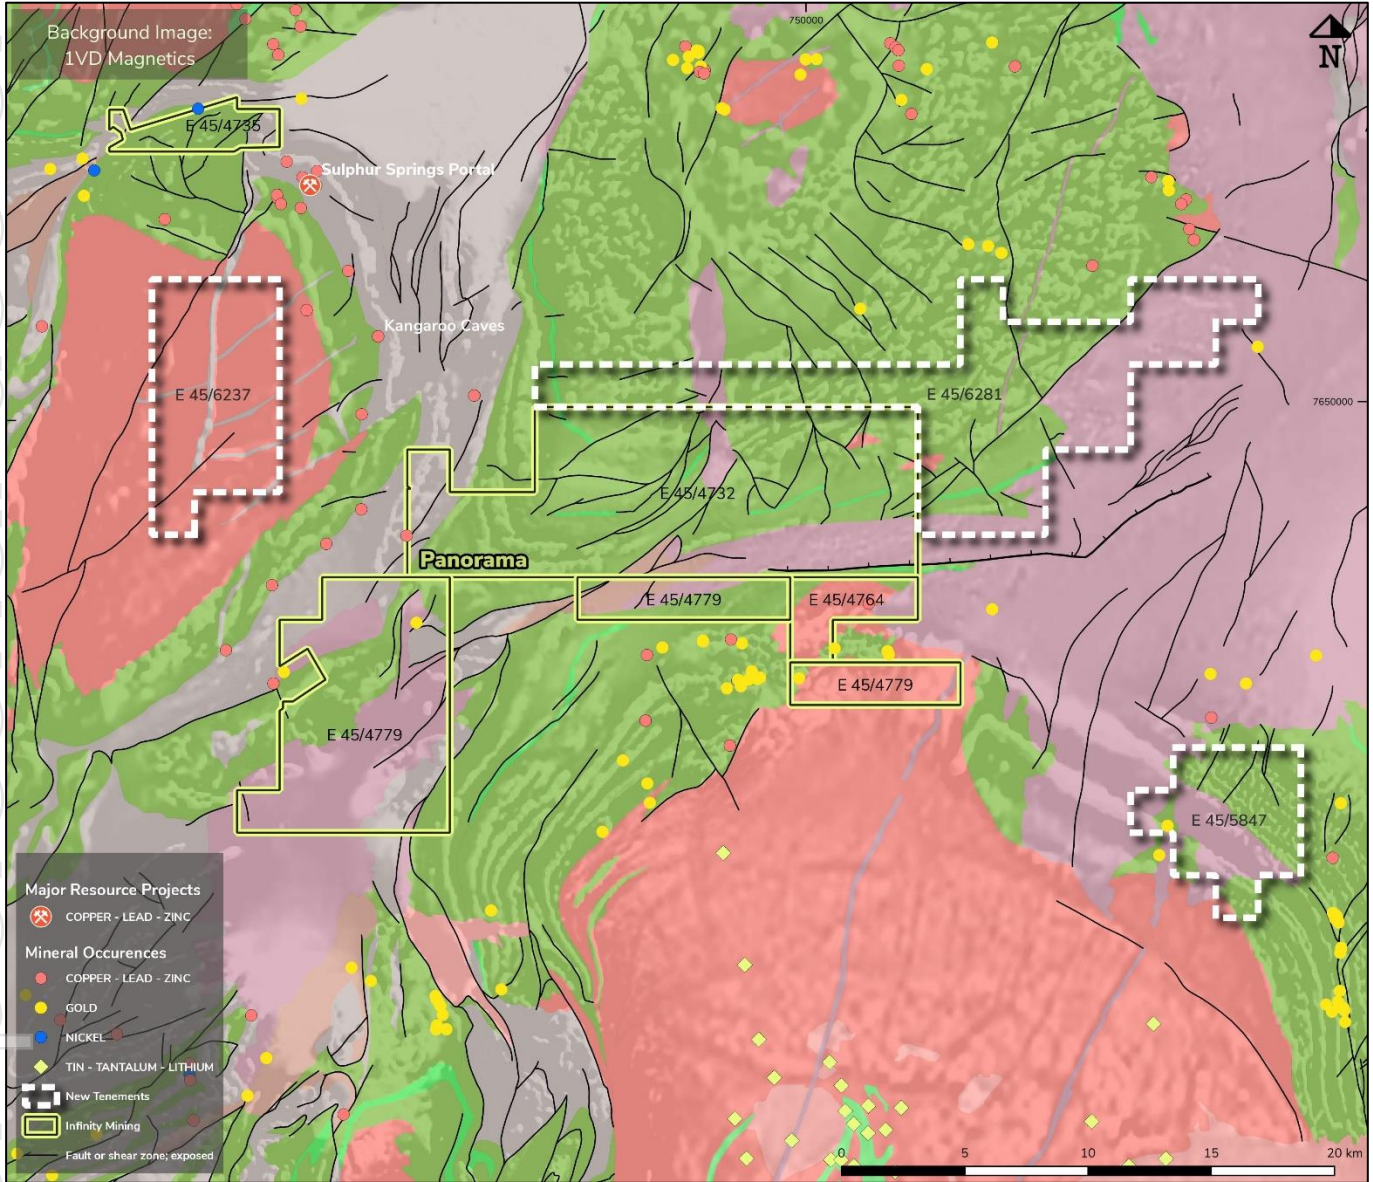 Background Image:
1VD Magnetics
750000
N
E 45/4735
Sulphur Springs Portal
Kangaroo Caves
E 45/6237
E 45/6281
7650000
E 45/4732
Panorama
E 45/4779
E 45/4764
E 45/4779
E 45/4779
E 45/5847
Major Resource Projects
COPPER - LEAD - ZINC
Mineral Occurences
COPPER - LEAD - ZINC
GOLD
NICKEL
TIN - TANTALUM - LITHIUM
New Tenements
Infinity Mining
Fault or shear zone; exposed
0 5 10 15 20 km